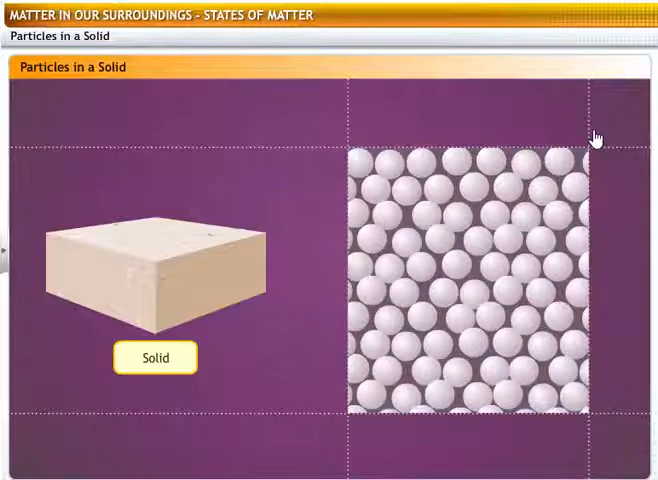 MATTER IN OUR SURROUNDINGS - STATES OF MATTER
Particles in a Solid
Particles in a Solid
Solid